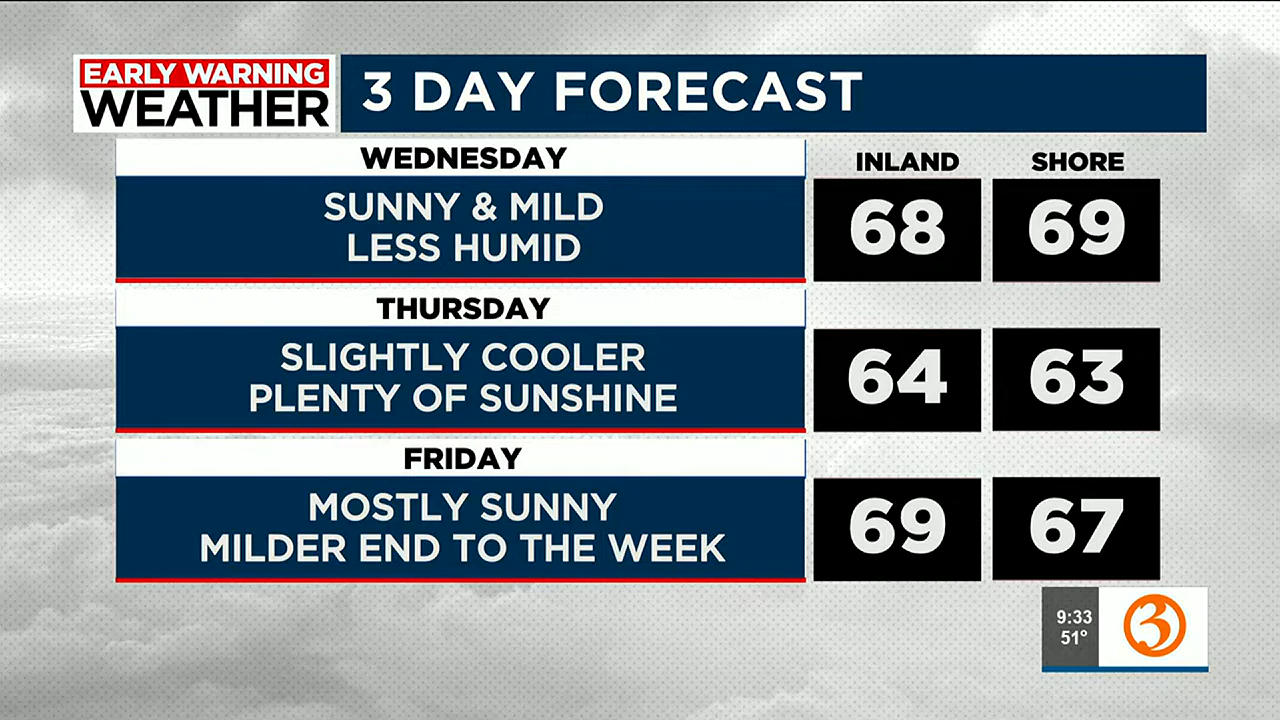 EARLY WARNING
WEATHER
3 DAY FORECAST
WEDNESDAY
INLAND
SHORE
SUNNY & MILD
LESS HUMID
68
69
THURSDAY
SLIGHTLY COOLER
PLENTY OF SUNSHINE
64
63
FRIDAY
MOSTLY SUNNY
MILDER END TO THE WEEK
69
67
9:33
51°
3